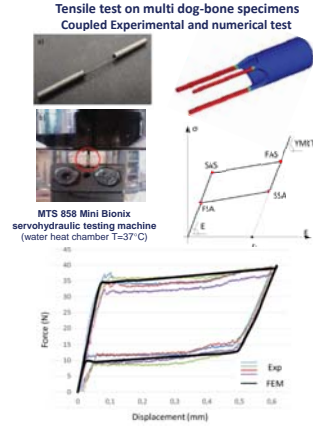 Tensile test on multi dog-bone specimens
Coupled Experimental and numerical test
a)
b)
MTS 858 Mini Bionix
servohydraulic testing machine
(water heat chamber T=37°C)
σ
SAS
FAS
FSA
SSA
E
ε
Force (N)
45
40
35
30
25
20
15
10
5
0
0
0,1
0,2
0,3
0,4
0,5
0,6
Displacement (mm)
Exp
FEM